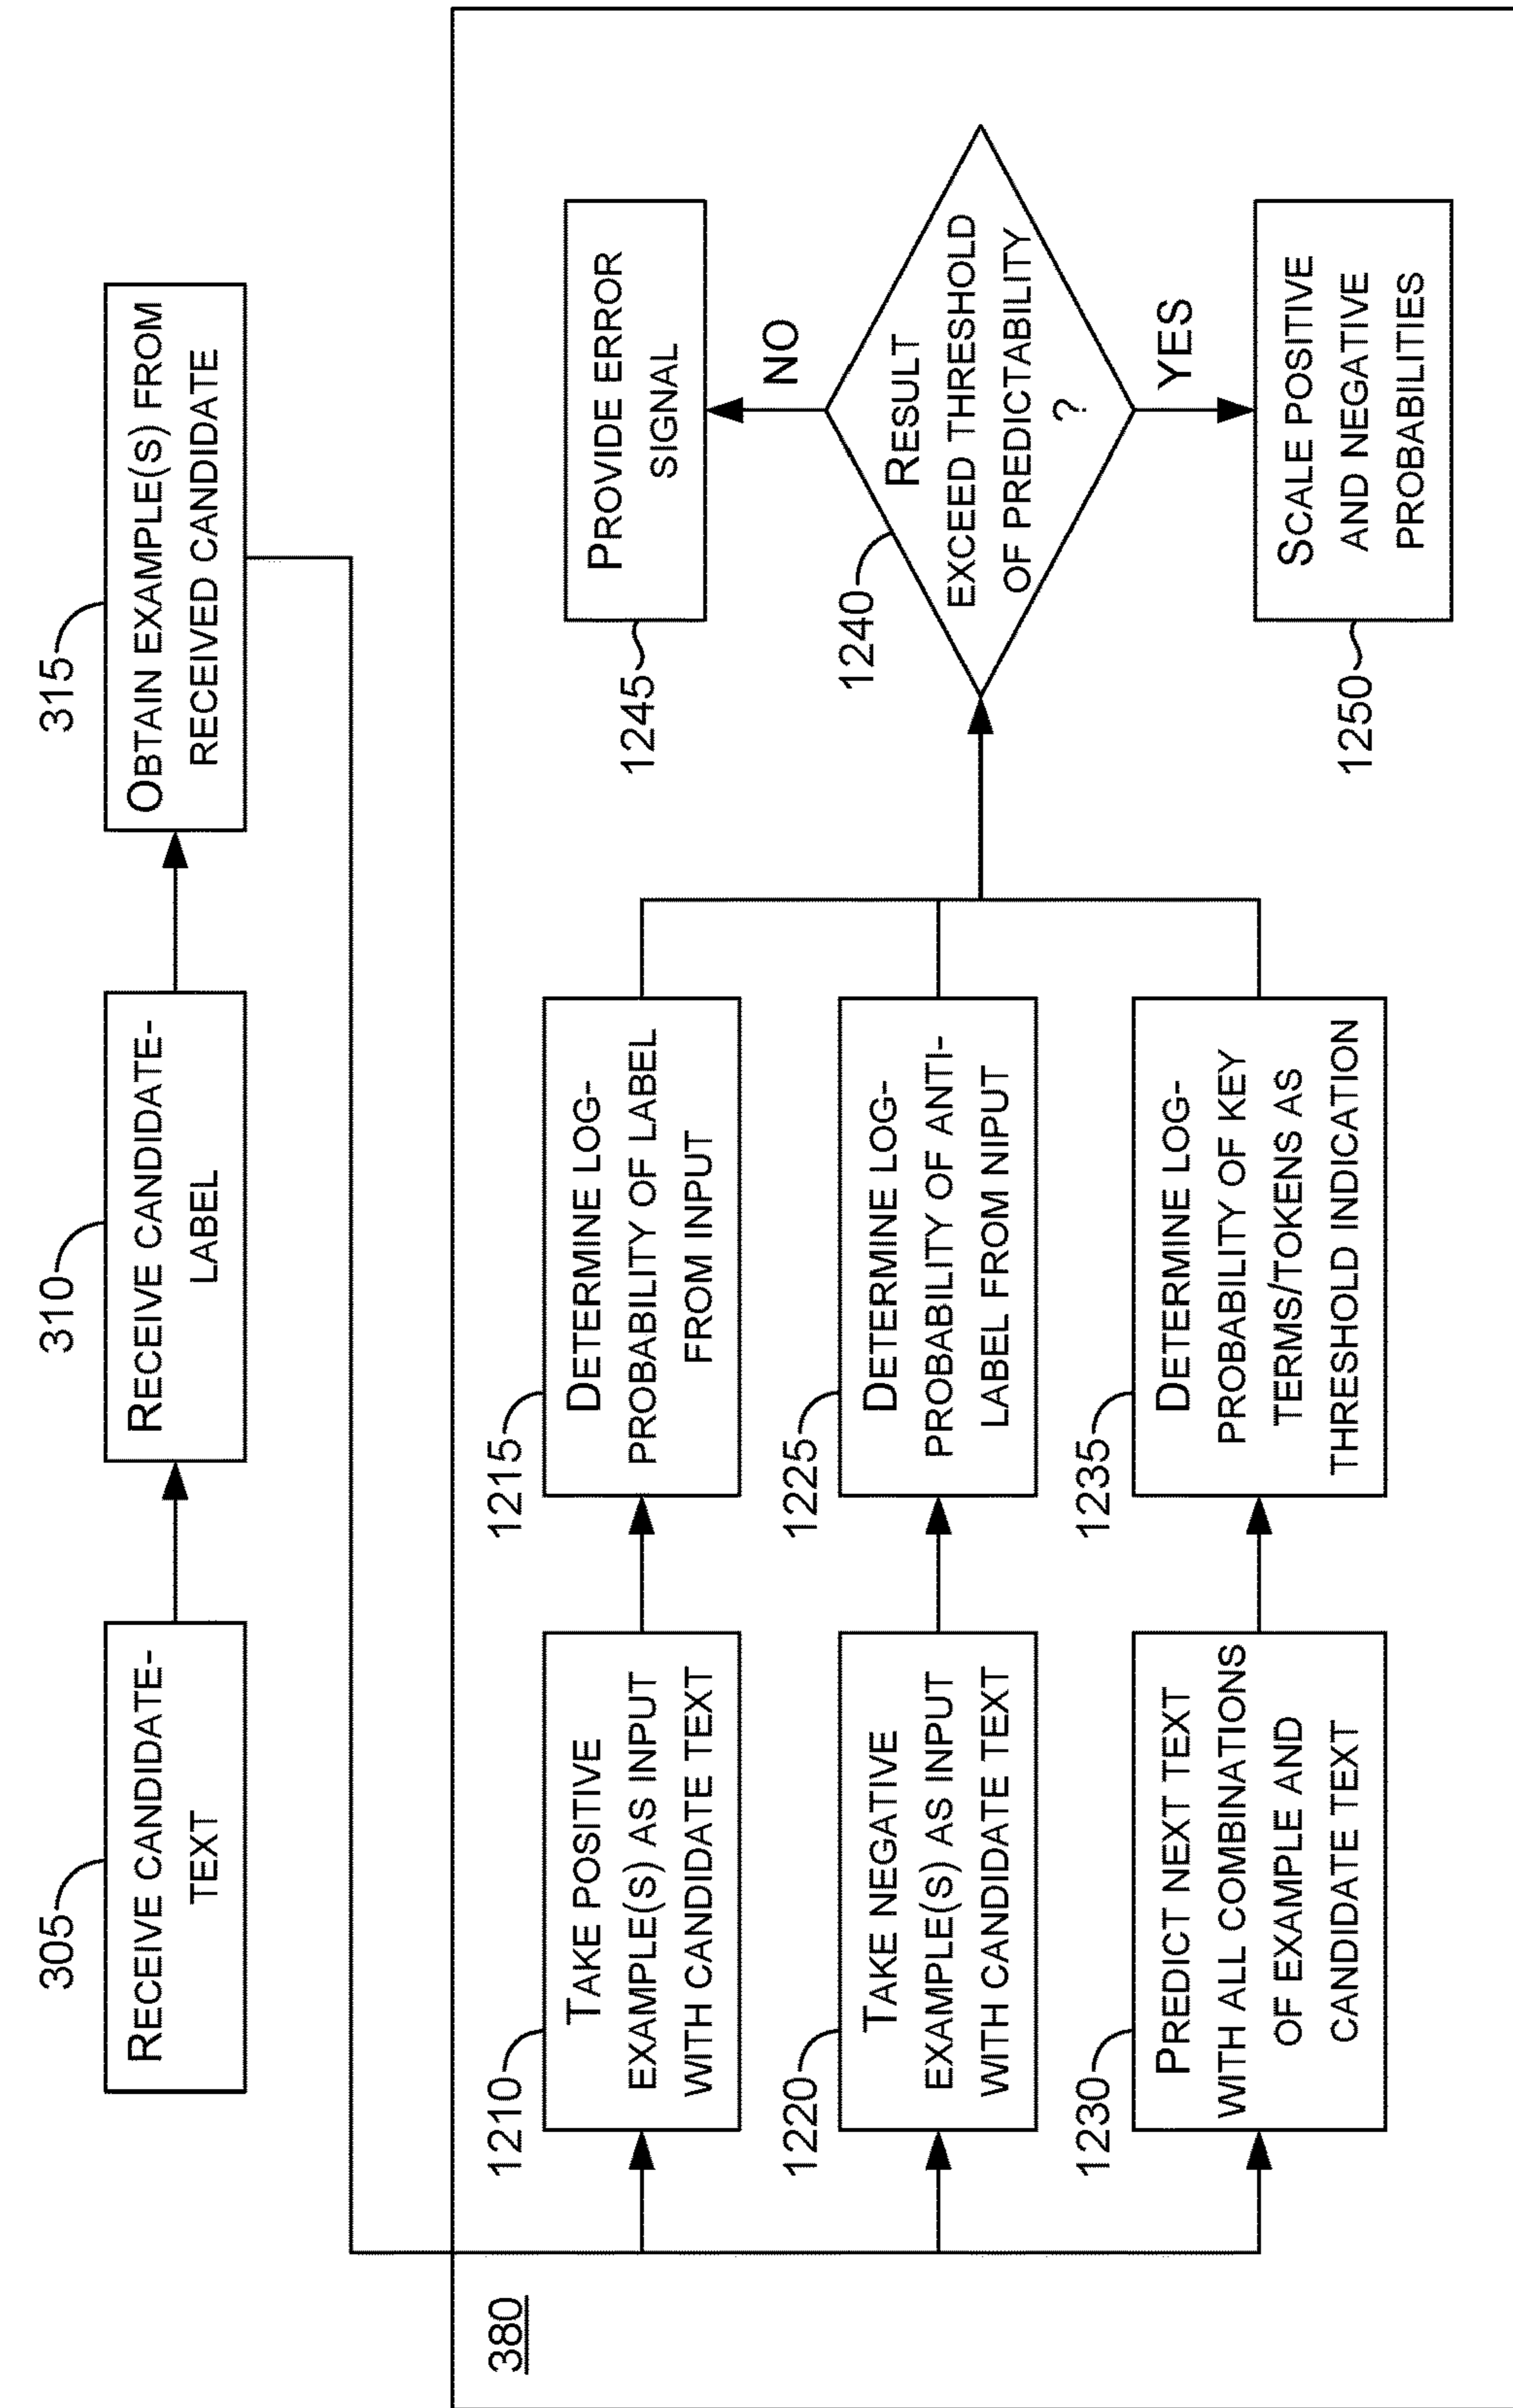 305
RECEIVE CANDIDATE-
TEXT
310
RECEIVE CANDIDATE-
LABEL
315
OBTAIN EXAMPLE(S) FROM
RECEIVED CANDIDATE
380
1210
TAKE POSITIVE
EXAMPLE(S) AS INPUT
WITH CANDIDATE TEXT
1215
DETERMINE LOG-
PROBABILITY OF LABEL
FROM INPUT
1220
TAKE NEGATIVE
EXAMPLE(S) AS INPUT
WITH CANDIDATE TEXT
1225
DETERMINE LOG-
PROBABILITY OF ANTI-
LABEL FROM NIPUT
1230
PREDICT NEXT TEXT
WITH ALL COMBINATIONS
OF EXAMPLE AND
CANDIDATE TEXT
1235
DETERMINE LOG-
PROBABILITY OF KEY
TERMS/TOKENS AS
THRESHOLD INDICATION
1240
RESULT
EXCEED THRESHOLD
OF PREDICTABILITY
?
NO
1245
PROVIDE ERROR
SIGNAL
YES
1250
SCALE POSITIVE
AND NEGATIVE
PROBABILITIES